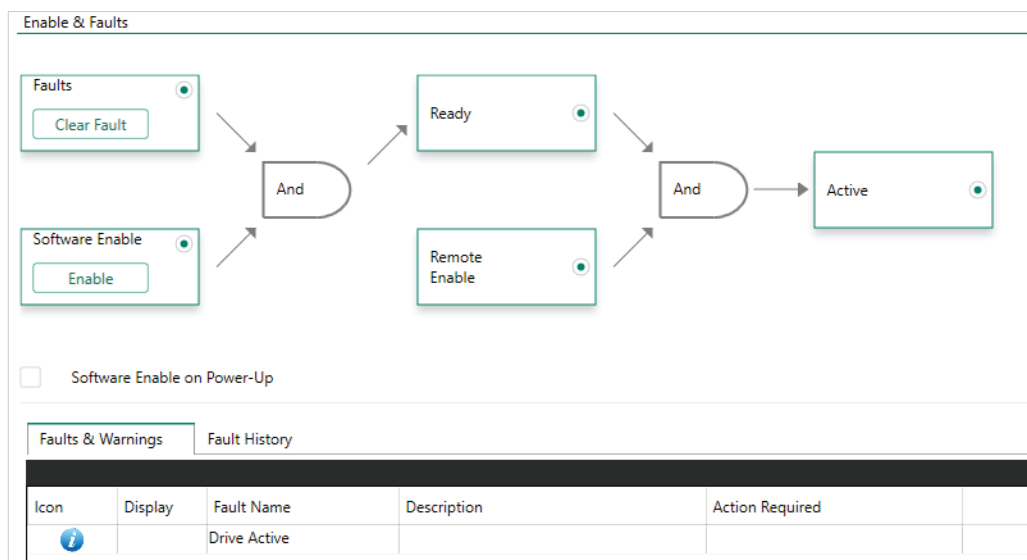 Enable & Faults
Faults
Clear Fault
Ready
And
And
Active
Software Enable
Enable
Remote
Enable
Software Enable on Power-Up
Faults & Warnings Fault History
Icon Display Fault Name Description Action Required
Drive Active